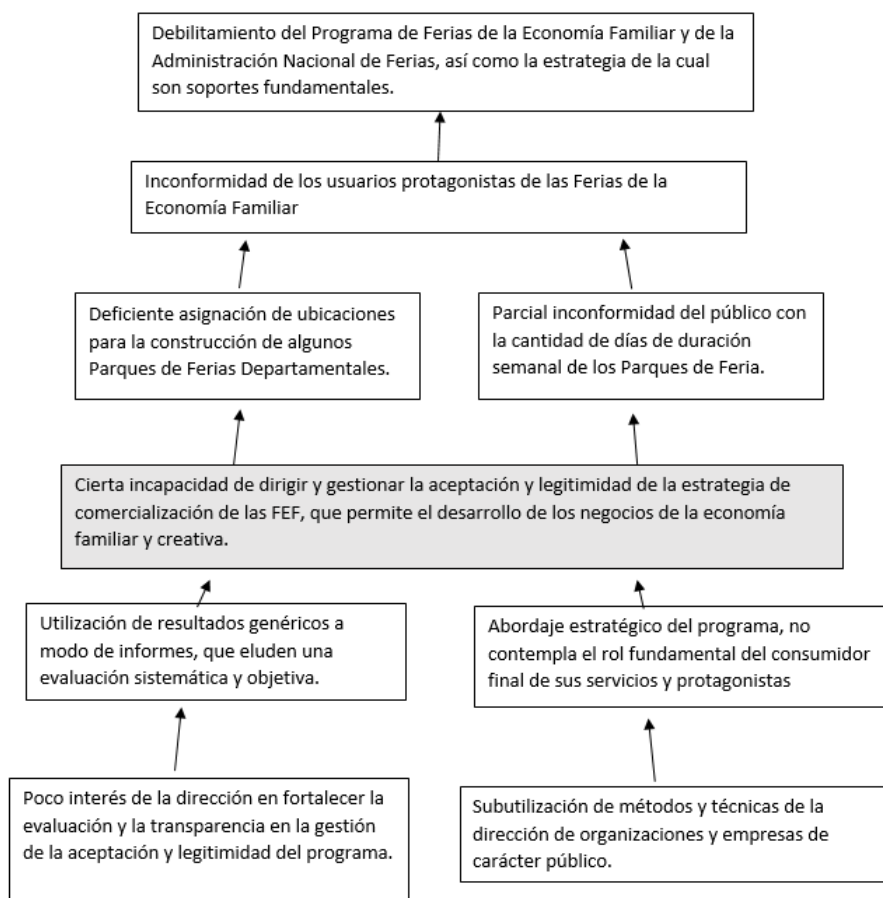 Debilitamiento del Programa de Ferias de la Economía Familiar y de la
Administración Nacional de Ferias, así como la estrategia de la cual
son soportes fundamentales.
Inconformidad de los usuarios protagonistas de las Ferias de la
Economía Familiar
Deficiente asignación de ubicaciones
para la construcción de algunos
Parques de Ferias Departamentales.
Parcial inconformidad del público con
la cantidad de días de duración
semanal de los Parques de Feria.
Cierta incapacidad de dirigir y gestionar la aceptación y legitimidad de la estrategia de
comercialización de las FEF, que permite el desarrollo de los negocios de la economía
familiar y creativa.
Utilización de resultados genéricos a
modo de informes, que eluden una
evaluación sistemática y objetiva.
Abordaje estratégico del programa, no
contempla el rol fundamental del consumidor
final de sus servicios y protagonistas
Poco interés de la dirección en fortalecer la
evaluación y la transparencia en la gestión
de la aceptación y legitimidad del programa.
Subutilización de métodos y técnicas de la
dirección de organizaciones y empresas de
carácter público.